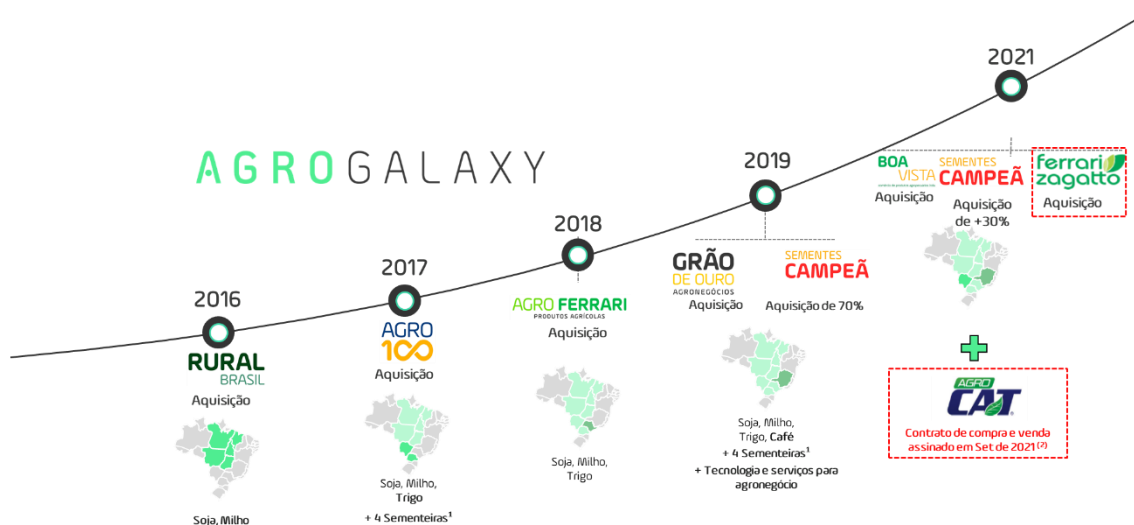 AGROGALAXY
2016
RURAL
BRASIL
Aquisição
Soja, Milho
2017
AGRO
100
Aquisição
Soja, Milho,
Trigo
+ 4 Sementeiras¹
2018
AGRO FERRARI
PRODUTOS AGRÍCOLAS
Aquisição
Soja, Milho,
Trigo
2019
GRÃO
DE OURO
AGRONEGÓCIOS
Aquisição
SEMENTES
CAMPEÃ
Aquisição de 70%
Soja, Milho,
Trigo, Café
+ 4 Sementeiras¹
+ Tecnologia e serviços para
agronegócio
2021
BOA
VISTA
Aquisição
SEMENTES
CAMPEÃ
Aquisição
de +30%
ferrari
zagatto
Aquisição
AGRO
CAT
Contrato de compra e venda
assinado em Set de 2021 (2)